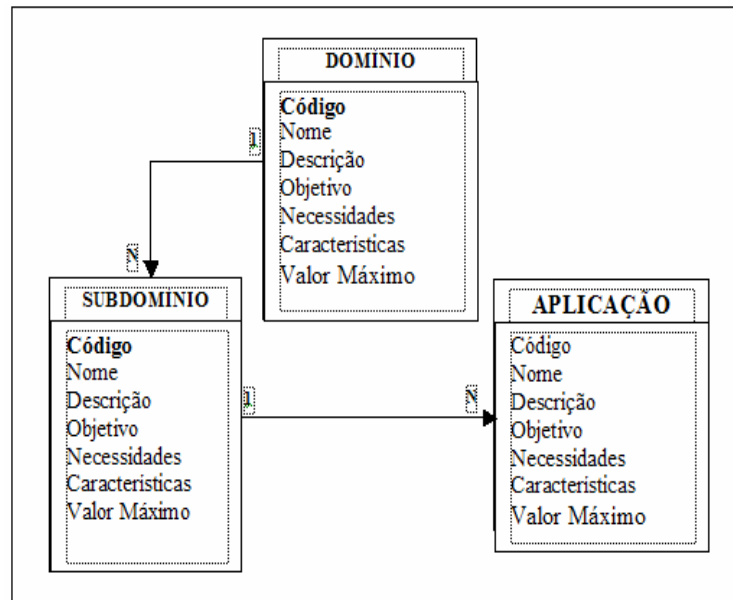 DOMINIO
Código
Nome
Descrição
Objetivo
Necessidades
Caracteristicas
Valor Máximo
1
N
SUBDOMINIO
Código
Nome
Descrição
Objetivo
Necessidades
Caracteristicas
Valor Máximo
1
N
APLICAÇÃO
Código
Nome
Descrição
Objetivo
Necessidades
Caracteristicas
Valor Máximo